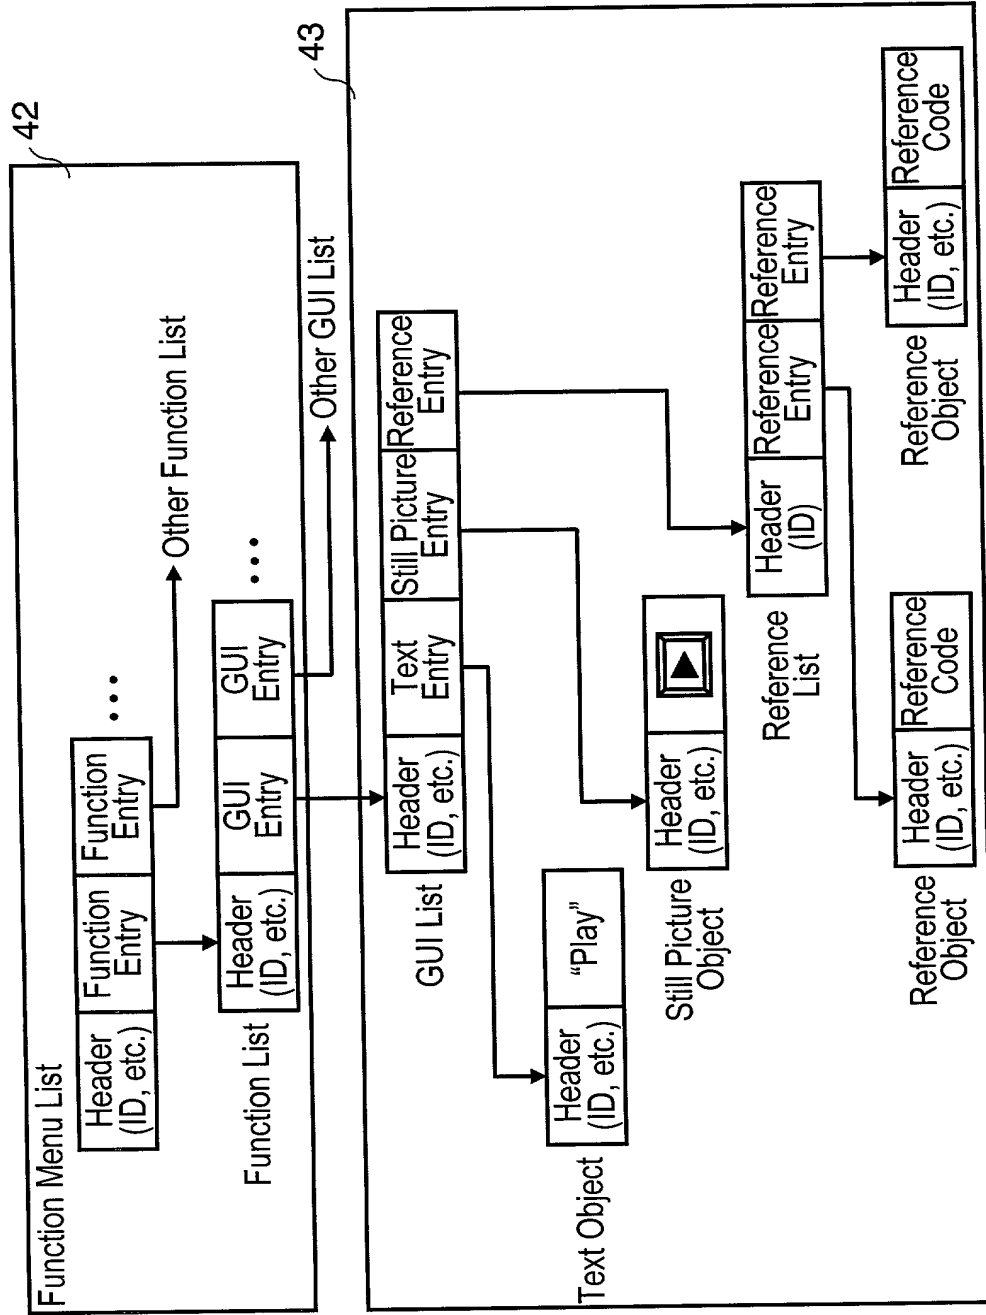 42
Function Menu List
Header
(ID, etc.)
Function
Entry
Function
Entry
• • •
Other Function List
Function List
Header
(ID, etc.)
GUI
Entry
GUI
Entry
• • •
Other GUI List
43
GUI List
Header
(ID, etc.)
Text
Entry
Still Picture
Entry
Reference
Entry
Text Object
Header
(ID, etc.)
“Play”
Still Picture
Object
Header
(ID, etc.)
Reference
List
Header
(ID)
Reference
Entry
Reference
Entry
Reference
Object
Header
(ID, etc.)
Reference
Code
Reference
Object
Header
(ID, etc.)
Reference
Code